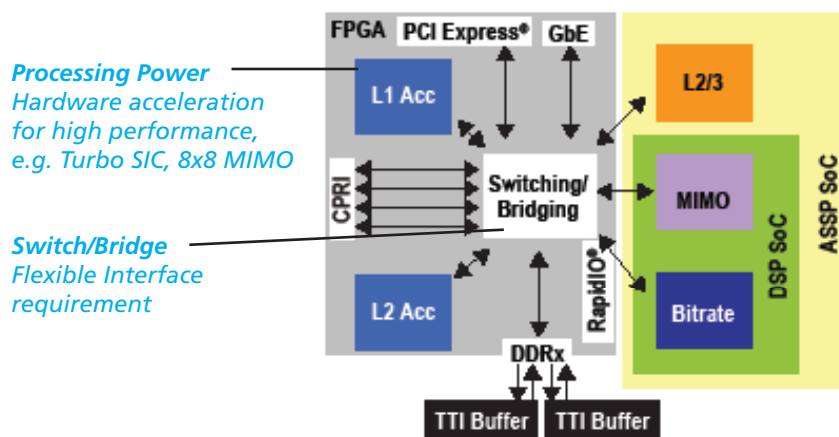 FPGA PCI Express® GbE
Processing Power
Hardware acceleration
for high performance,
e.g. Turbo SIC, 8x8 MIMO
L1 Acc
L2/3
CPRI
Switching/
Bridging
MIMO
ASSP SoC
DSP SoC
Switch/Bridge
Flexible Interface
requirement
RapidIO®
L2 Acc
Bitrate
DDRx
TTI Buffer
TTI Buffer